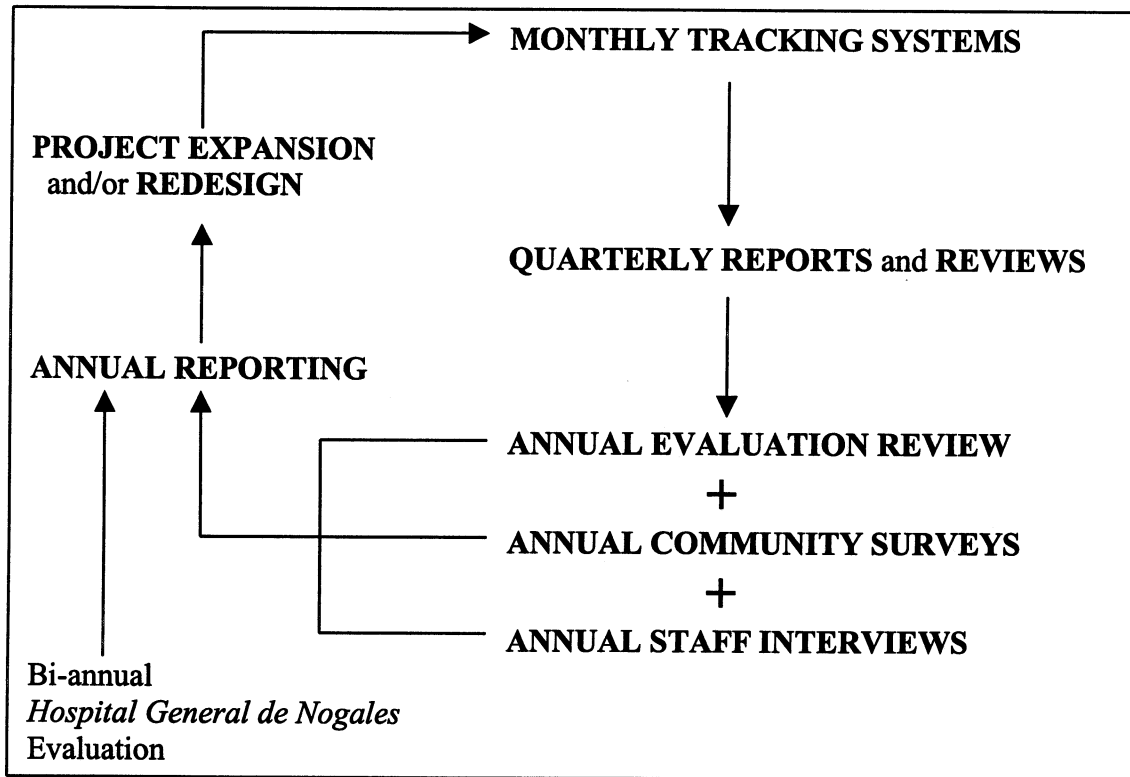 MONTHLY TRACKING SYSTEMS
PROJECT EXPANSION
and/or REDESIGN
QUARTERLY REPORTS and REVIEWS
ANNUAL REPORTING
ANNUAL EVALUATION REVIEW
+
ANNUAL COMMUNITY SURVEYS
+
ANNUAL STAFF INTERVIEWS
Bi-annual
Hospital General de Nogales
Evaluation